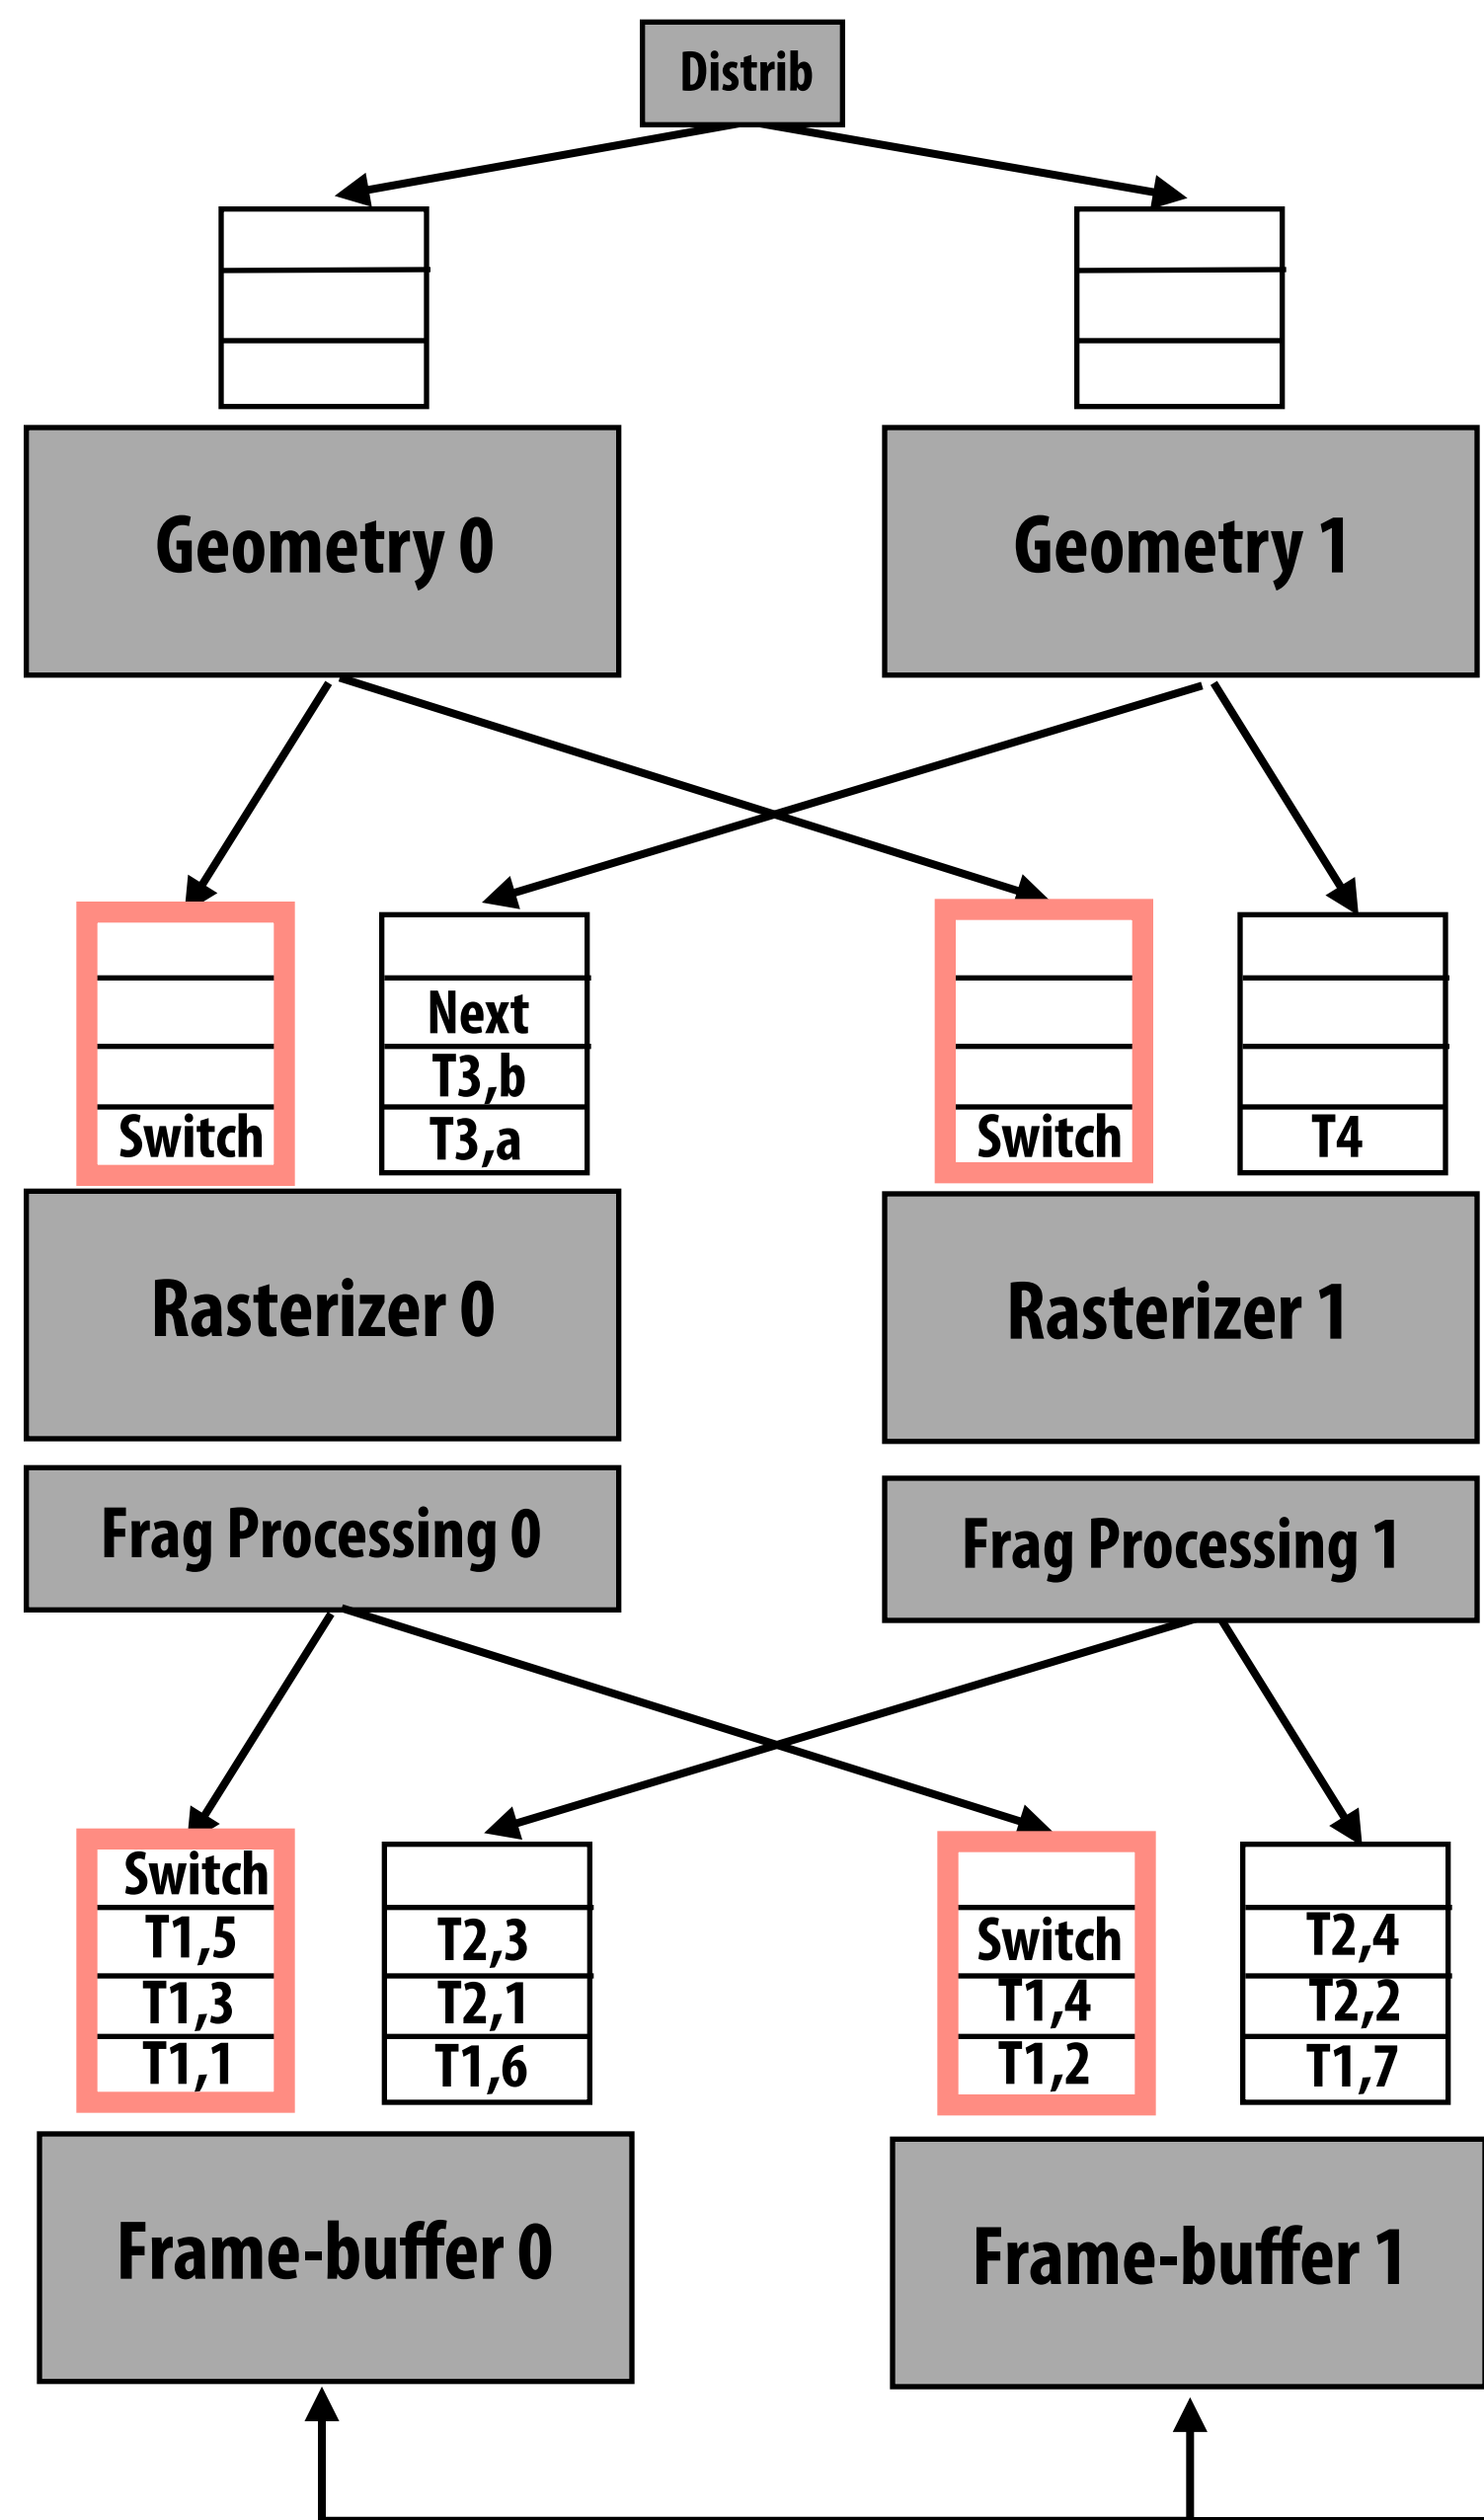 Distrib
Geometry 0
Geometry 1
Switch
Next
T3,b
T3,a
Switch
T4
Rasterizer 0
Rasterizer 1
Frag Processing 0
Frag Processing 1
Switch
T1,5
T1,3
T1,1
T2,3
T2,1
T1,6
Switch
T1,4
T1,2
T2,4
T2,2
T1,7
Frame-buffer 0
Frame-buffer 1